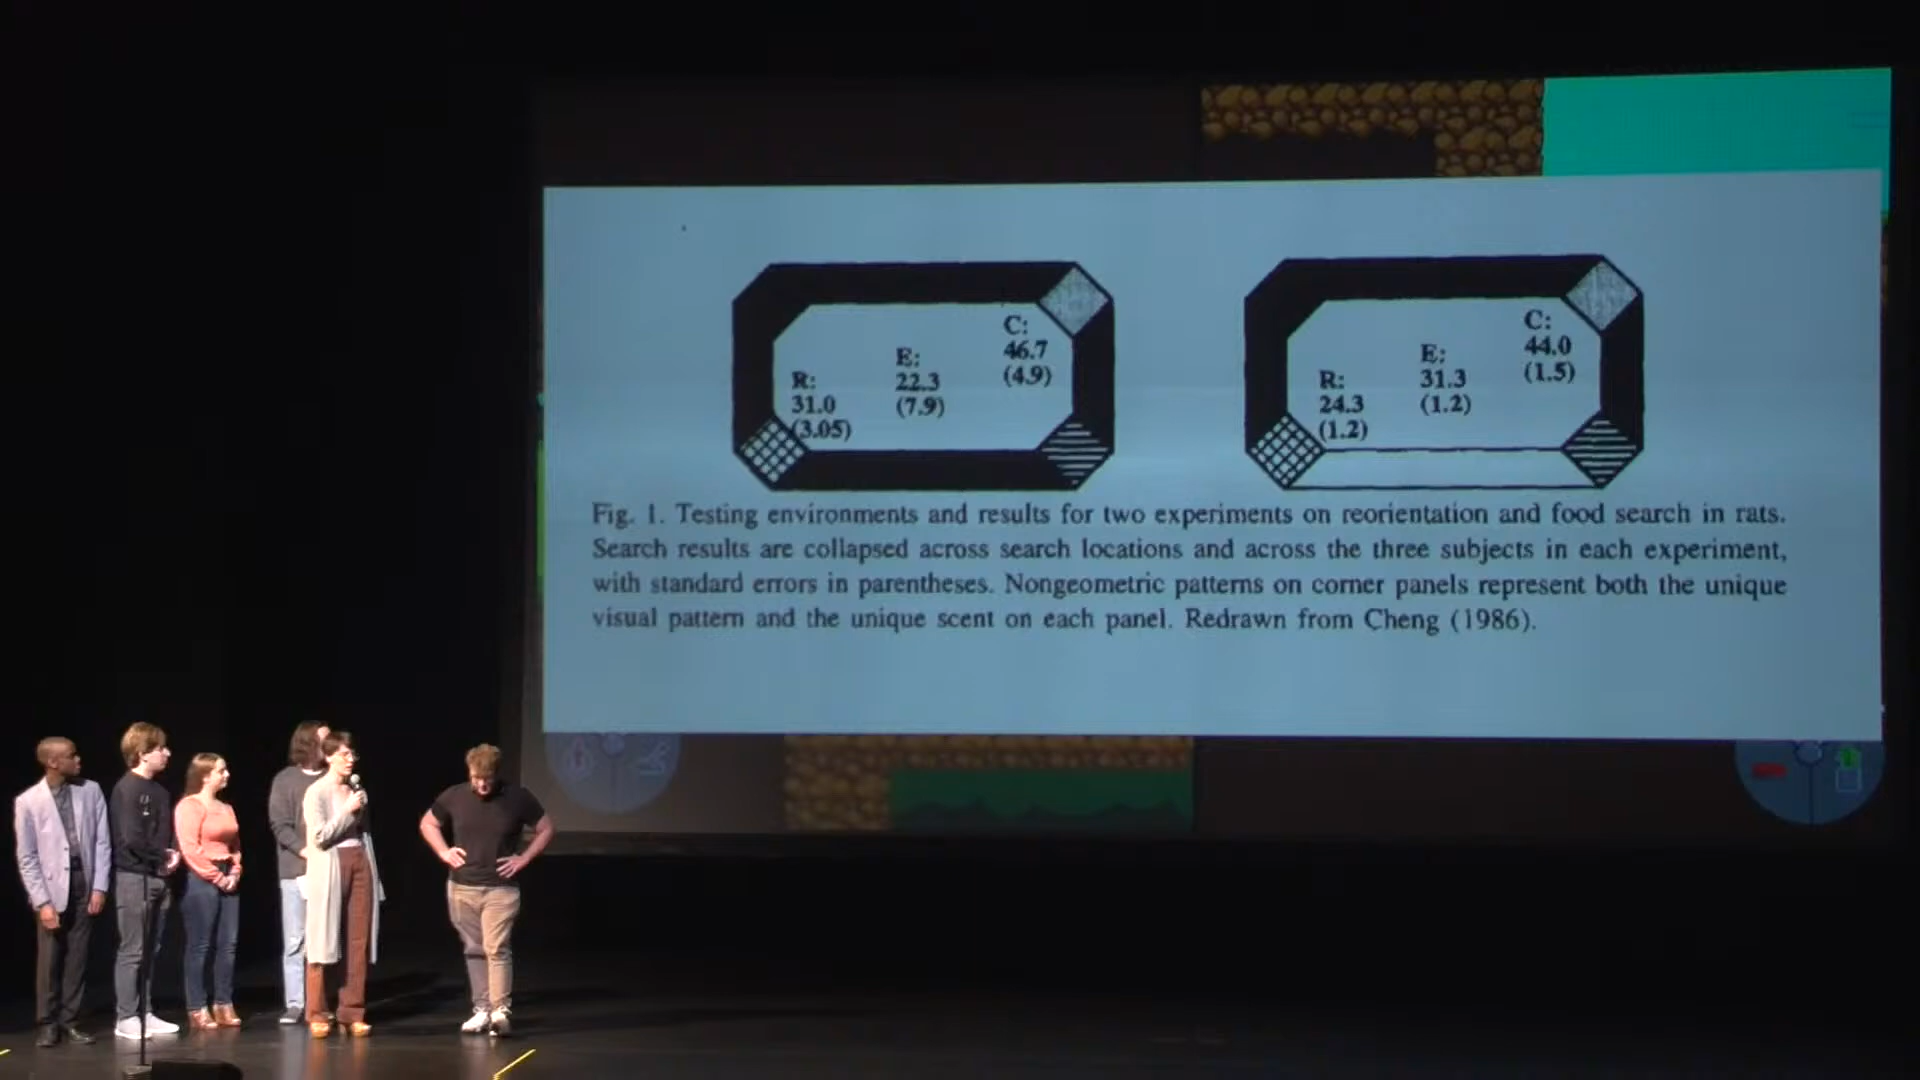 C:
46.7
(4.9)
E:
22.3
(7.9)
R:
31.0
(3.05)
C:
44.0
(1.5)
E:
31.3
(1.2)
R:
24.3
(1.2)
Fig. 1. Testing environments and results for two experiments on reorientation and food search in rats.
Search results are collapsed across search locations and across the three subjects in each experiment,
with standard errors in parentheses. Nongeometric patterns on corner panels represent both the unique
visual pattern and the unique scent on each panel. Redrawn from Cheng (1986).